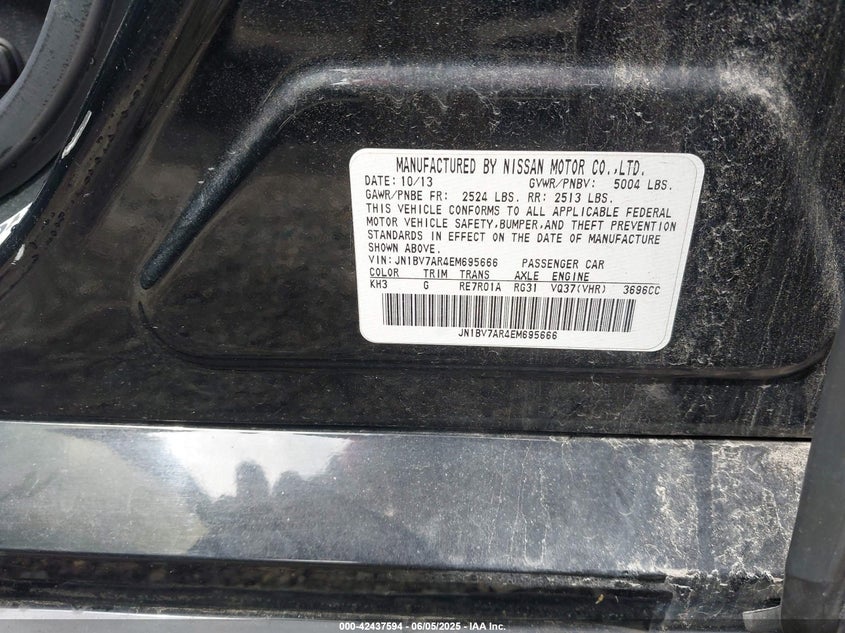 MANUFACTURED BY NISSAN MOTOR CO.,LTD.
DATE: 10/13 GVWR/PNBV: 5004 LBS.
GAWR/PNBE FR: 2524 LBS. RR: 2513 LBS.
THIS VEHICLE CONFORMS TO ALL APPLICABLE FEDERAL
MOTOR VEHICLE SAFETY,BUMPER,AND THEFT PREVENTION
STANDARDS IN EFFECT ON THE DATE OF MANUFACTURE
SHOWN ABOVE.
VIN: JN1BV7AR4EM695666 PASSENGER CAR
COLOR TRIM TRANS AXLE ENGINE
KH3 G RE7R01A RG31 VQ37(VHR) 3696CC
JN1BV7AR4EM695666
000-42437594 - 06/05/2025 - IAA Inc.